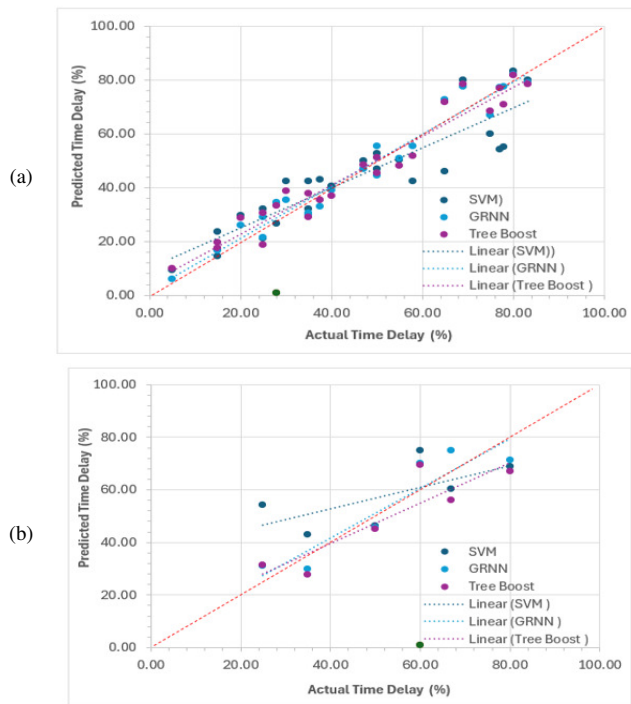 (a)
Predicted Time Delay (%)
100.00
80.00
60.00
40.00
20.00
0.00
SVM)
GRNN
Tree Boost
Linear (SVM))
Linear (GRNN )
Linear (Tree Boost )
0.00 20.00 40.00 60.00 80.00 100.00
Actual Time Delay (%)
(b)
Predicted Time Delay (%)
100.00
80.00
60.00
40.00
20.00
0.00
SVM
GRNN
Tree Boost
Linear (SVM )
Linear (GRNN )
Linear (Tree Boost )
0.00 20.00 40.00 60.00 80.00 100.00
Actual Time Delay (%)